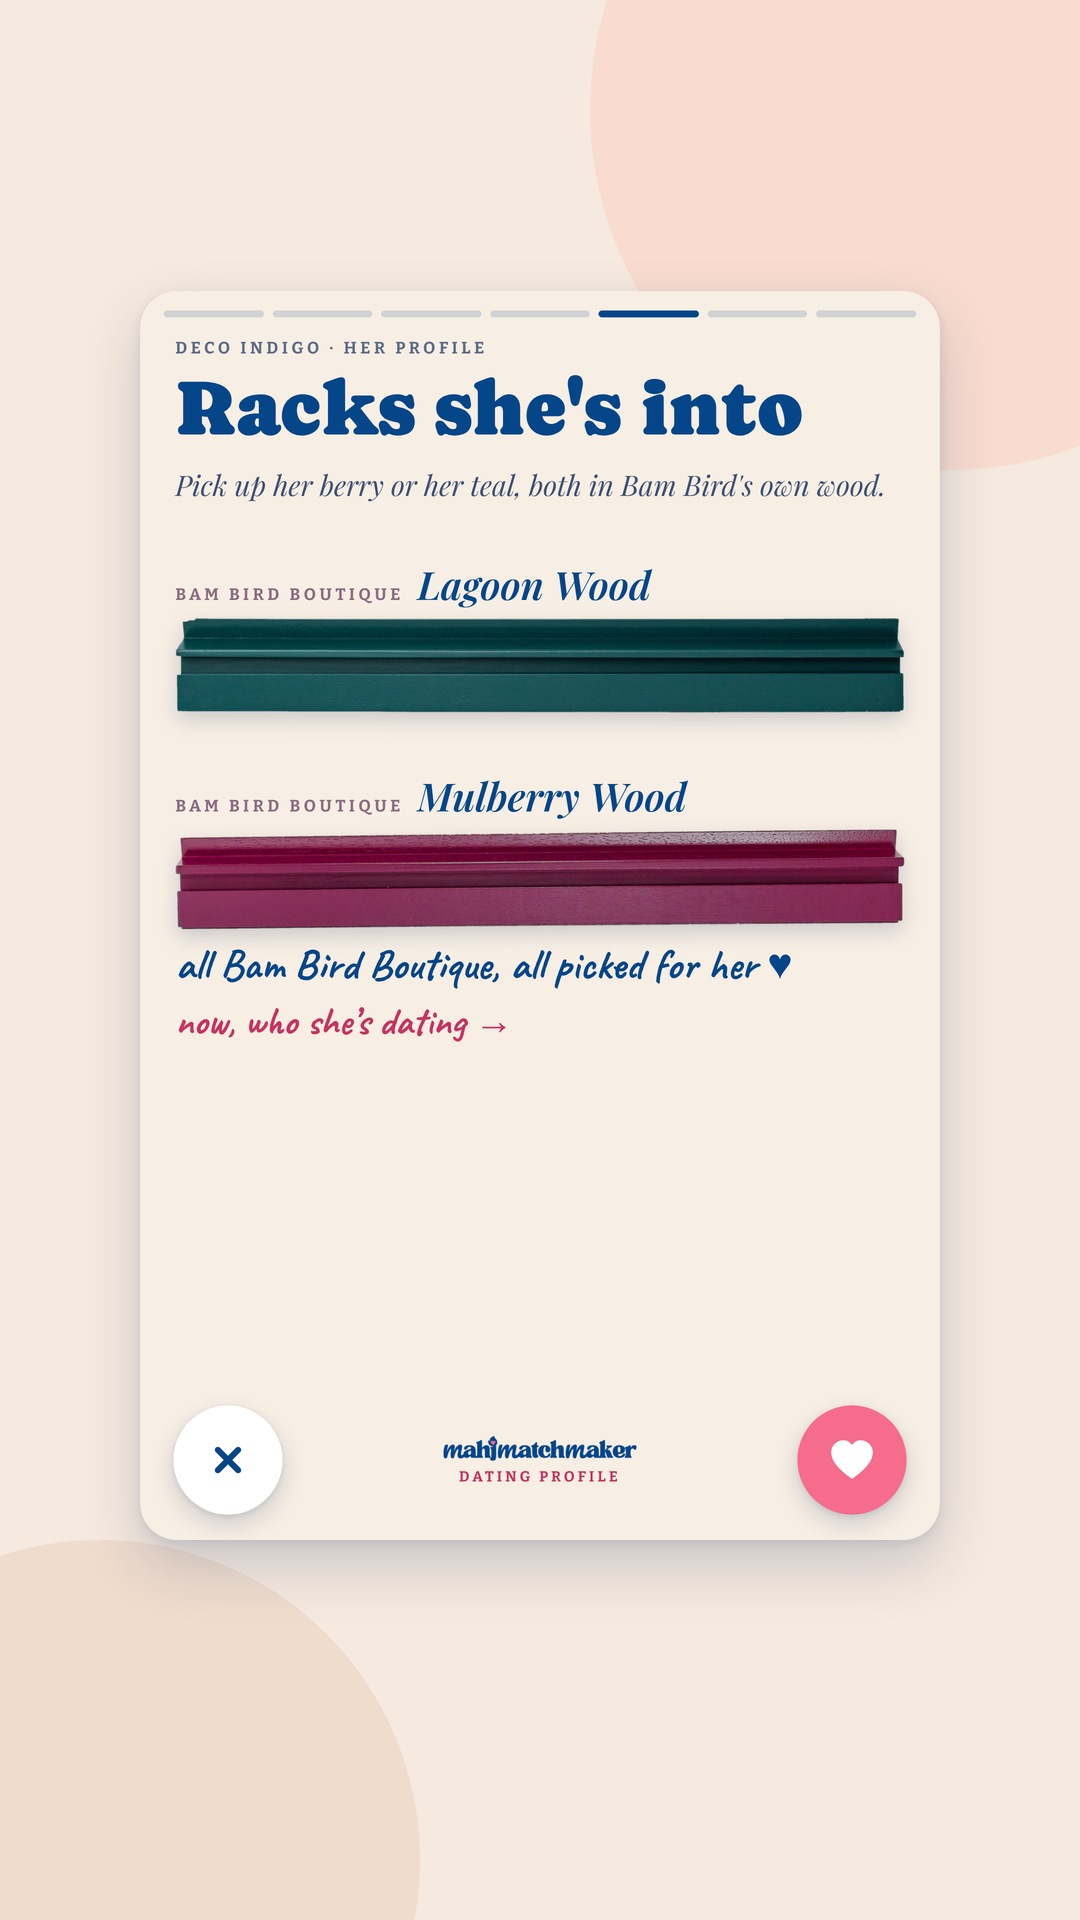 DECO INDIGO · HER PROFILE
Racks she's into
Pick up her berry or her teal, both in Bam Bird's own wood.
BAM BIRD BOUTIQUE Lagoon Wood
BAM BIRD BOUTIQUE Mulberry Wood
all Bam Bird Boutique, all picked for her ♥
now, who she’s dating →
mahjmatchmaker
DATING PROFILE